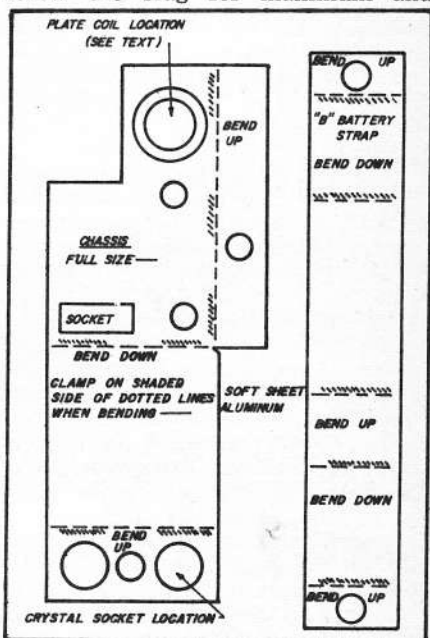 PLATE COIL LOCATION
(SEE TEXT)
BEND
UP
CHASSIS
FULL SIZE
SOCKET
BEND DOWN
CLAMP ON SHADED
SIDE OF DOTTED LINES
WHEN BENDING
BEND
UP
CRYSTAL SOCKET LOCATION
SOFT SHEET
ALUMINUM
BEND UP
"B" BATTERY
STRAP
BEND DOWN
BEND UP
BEND DOWN
BEND UP